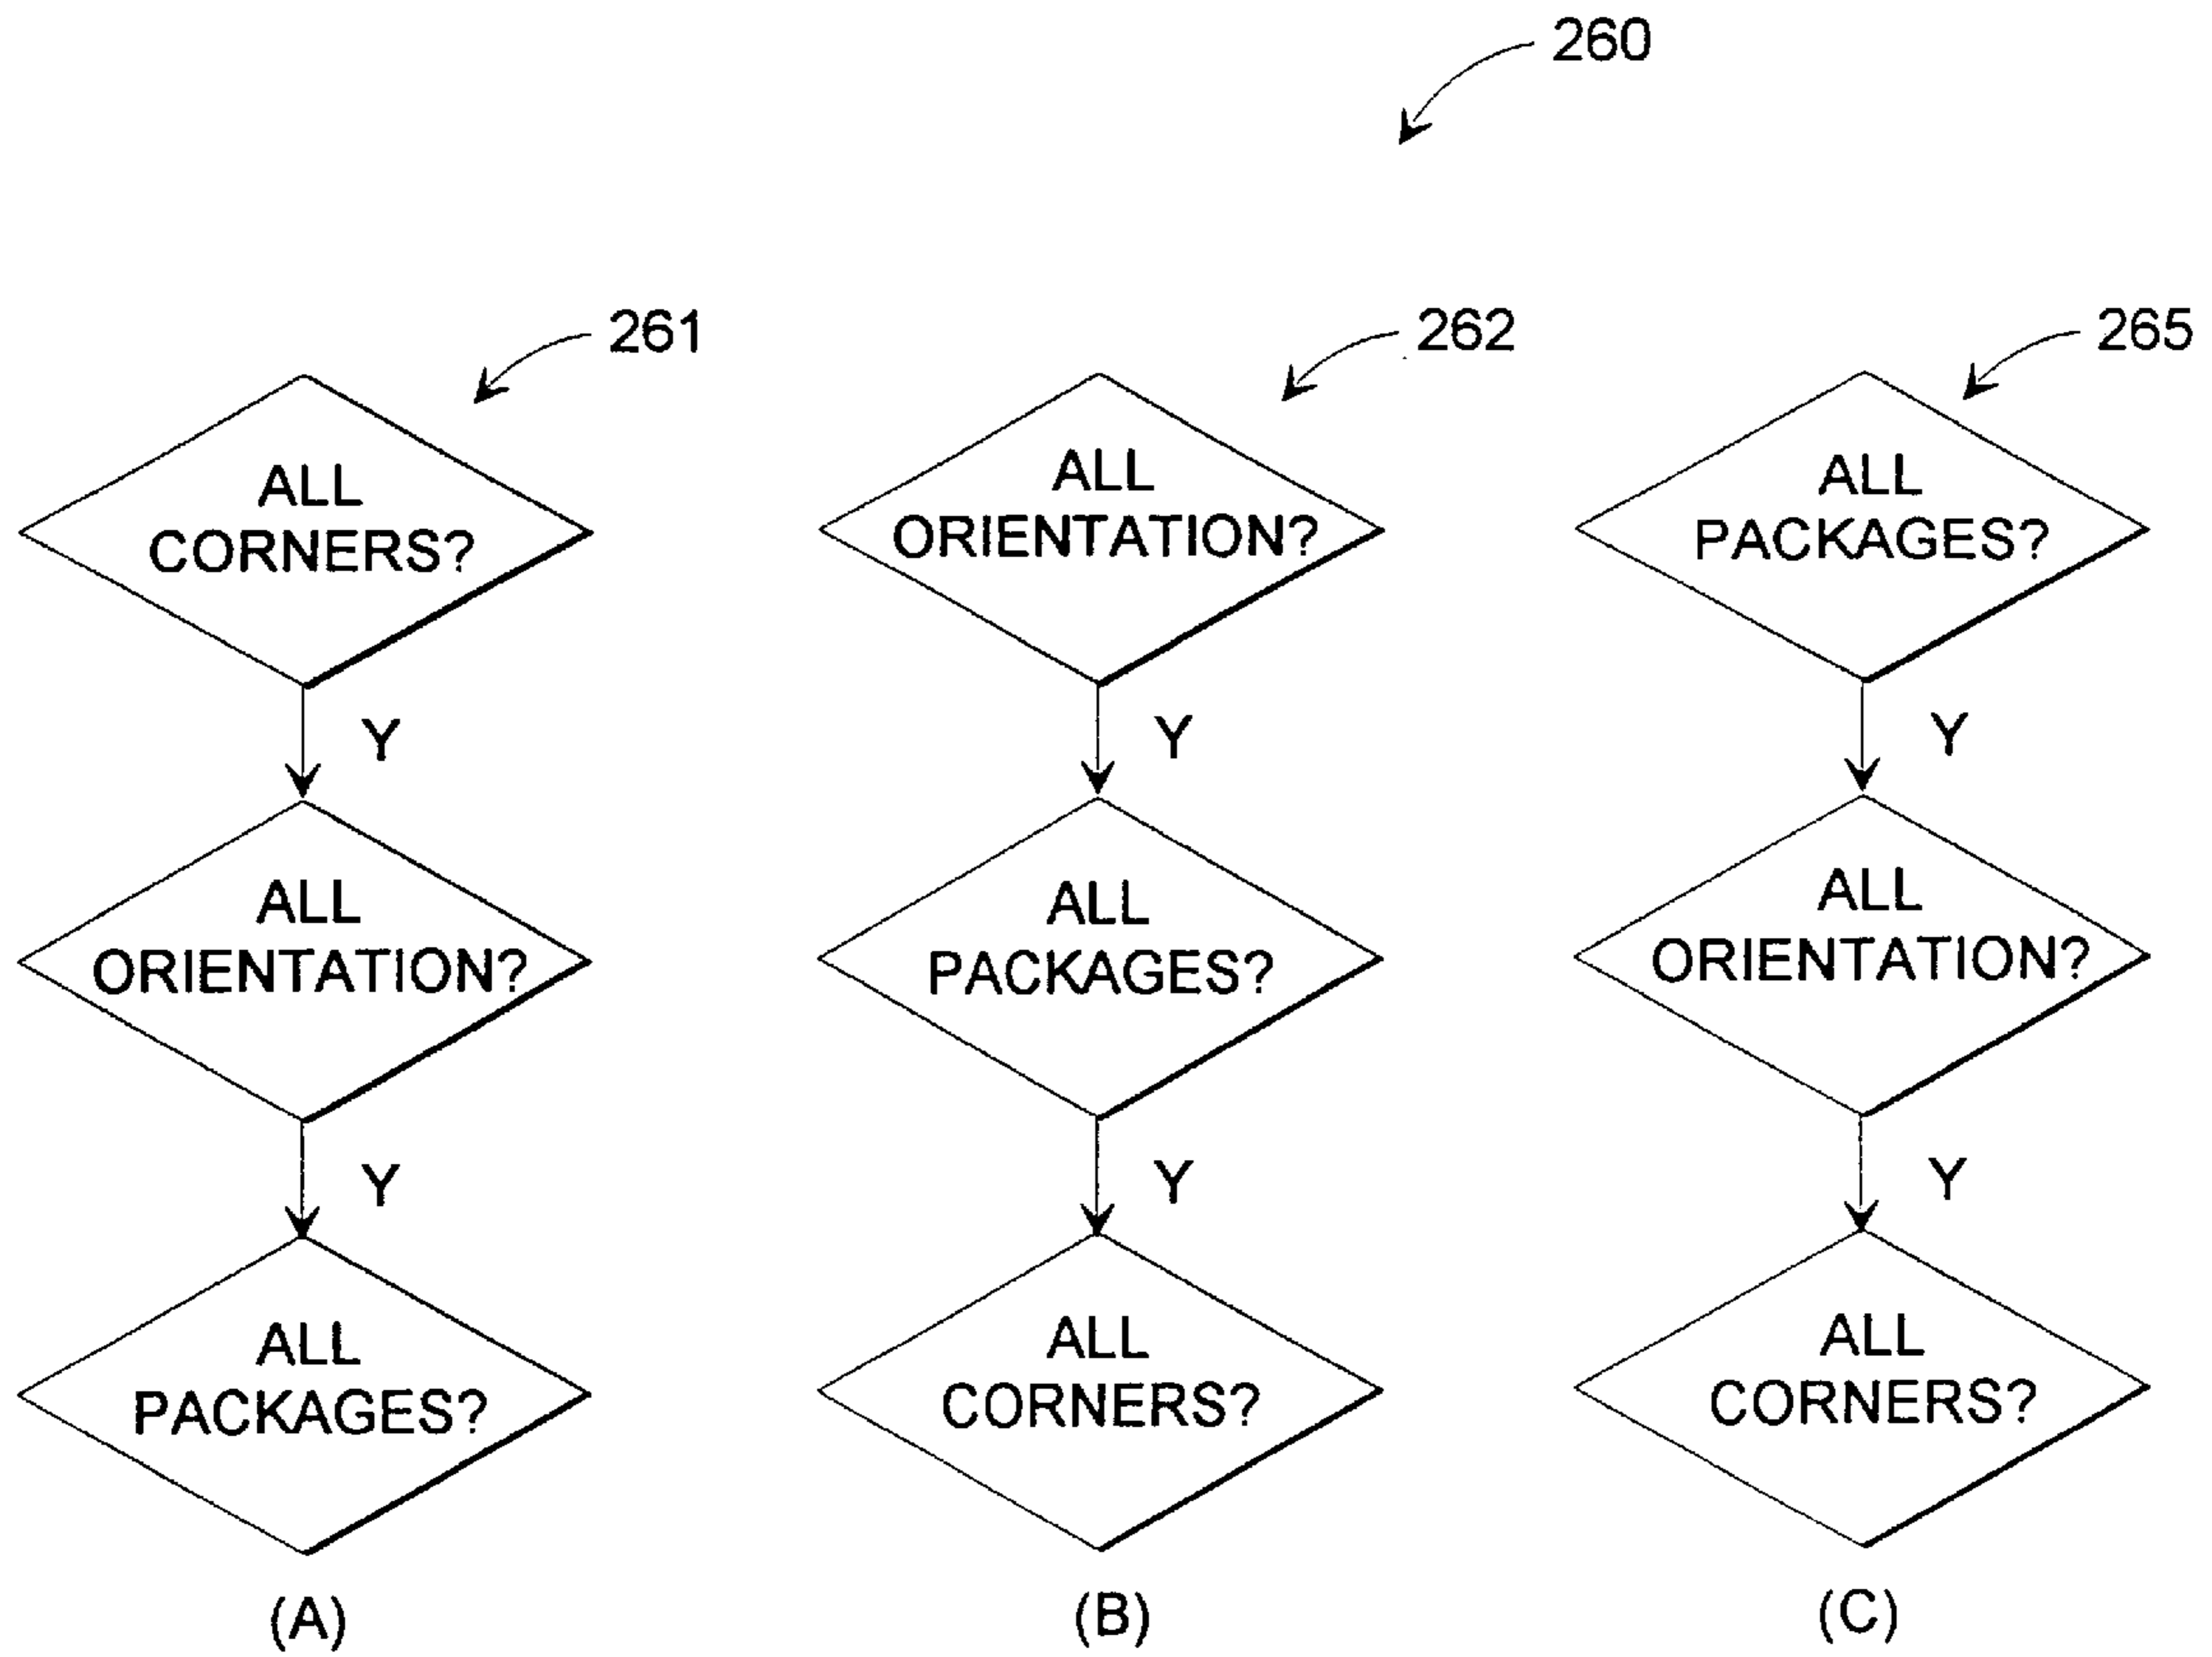 260
261
262
265
ALL
CORNERS?
Y
ALL
ORIENTATION?
Y
ALL
PACKAGES?
(A)
ALL
ORIENTATION?
Y
ALL
PACKAGES?
Y
ALL
CORNERS?
(B)
ALL
PACKAGES?
Y
ALL
ORIENTATION?
Y
ALL
CORNERS?
(C)